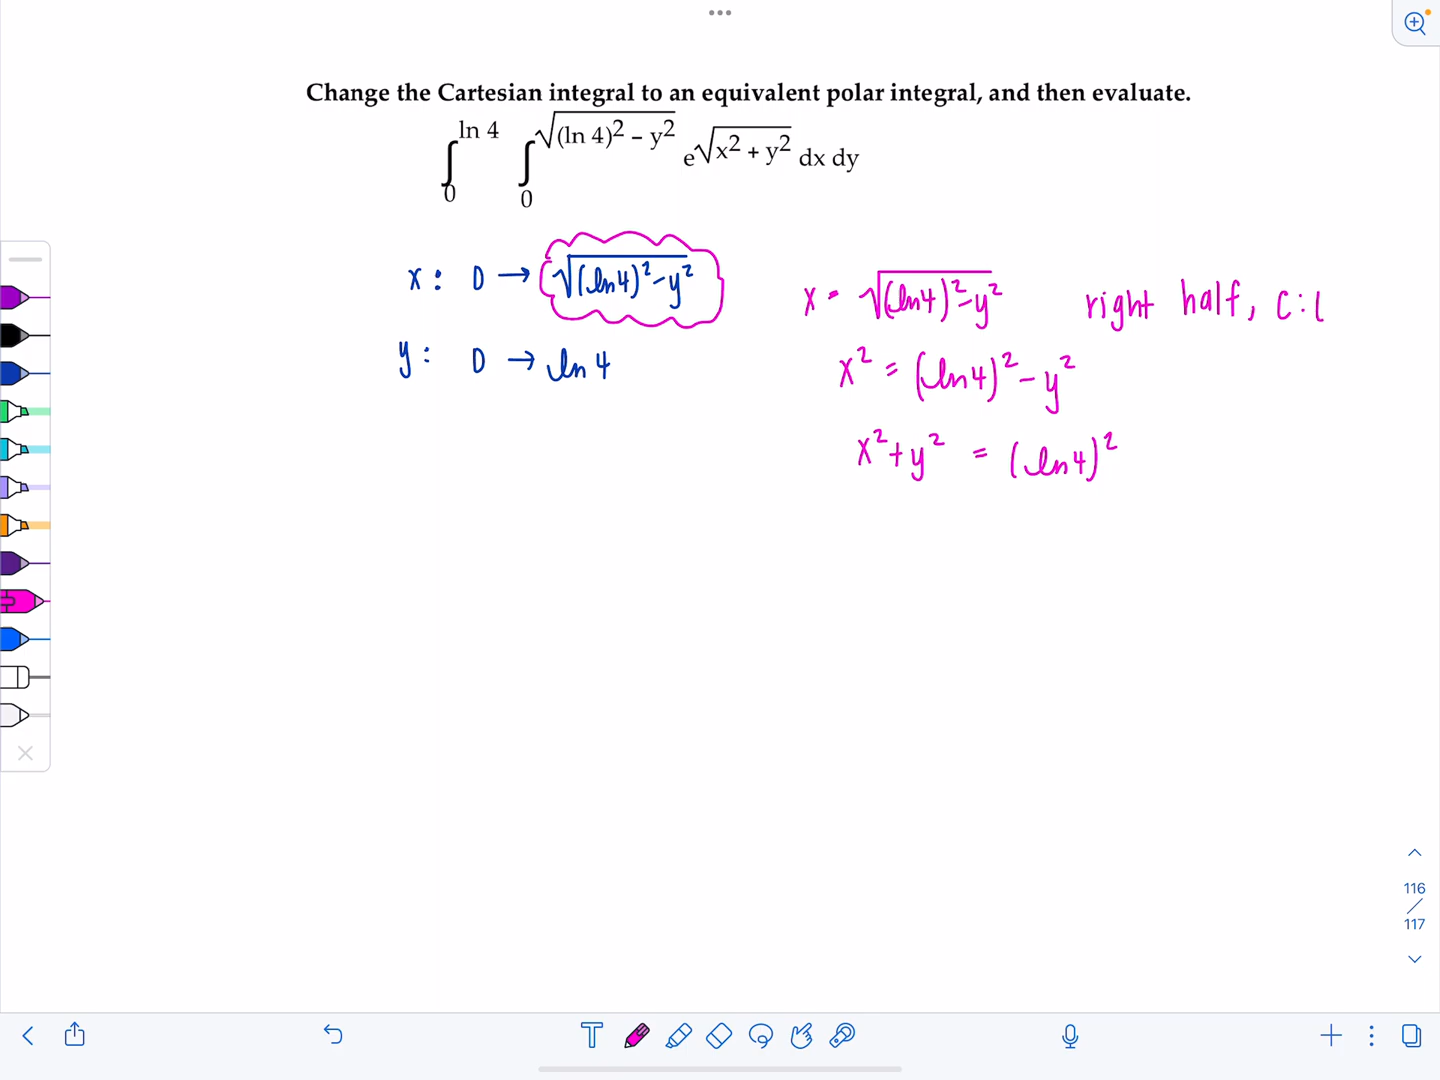 Change the Cartesian integral to an equivalent polar integral, and then evaluate.
∫₀^(ln 4) ∫₀^(√((ln 4)² − y²)) e^(√(x² + y²)) dx dy
x : 0 → √((ln4)² − y²)
y : 0 → ln 4
x = √((ln4)² − y²) right half, c:l
x² = (ln4)² − y²
x² + y² = (ln4)²
116
/
117
T